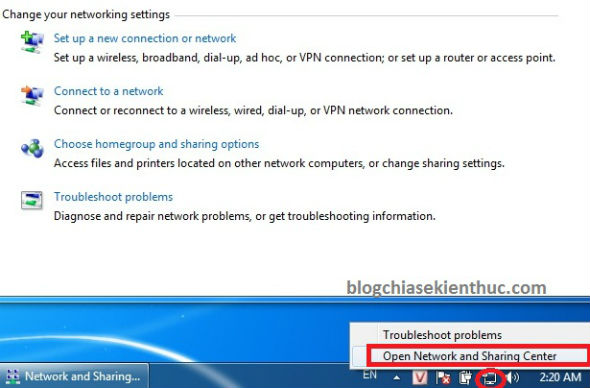 Change your networking settings
Set up a new connection or network
Set up a wireless, broadband, dial-up, ad hoc, or VPN connection; or set up a router or access point.
Connect to a network
Connect or reconnect to a wireless, wired, dial-up, or VPN network connection.
Choose homegroup and sharing options
Access files and printers located on other network computers, or change sharing settings.
Troubleshoot problems
Diagnose and repair network problems, or get troubleshooting information.
blogchiasekienthuc.com
Troubleshoot problems
Open Network and Sharing Center
Network and Sharing...
EN
V
2:20 AM